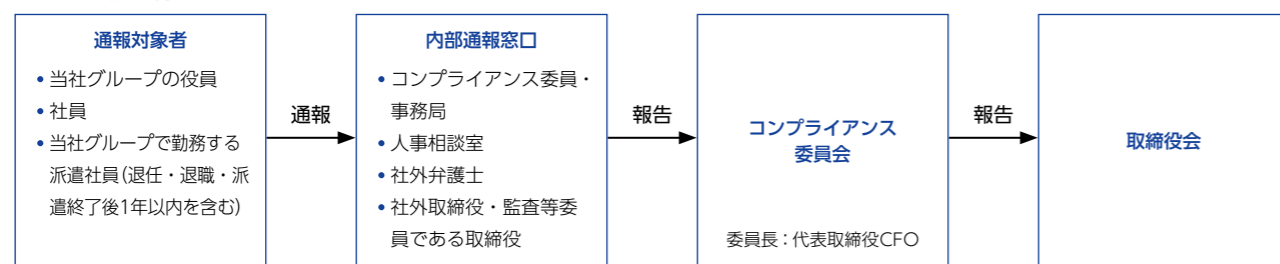 通報対象者
• 当社グループの役員
• 社員
• 当社グループで勤務する
派遣社員(退任・退職・派
遣終了後1年以内を含む)
通報
内部通報窓口
• コンプライアンス委員・
事務局
• 人事相談室
• 社外弁護士
• 社外取締役・監査等委
員である取締役
報告
コンプライアンス
委員会
委員長：代表取締役CFO
報告
取締役会